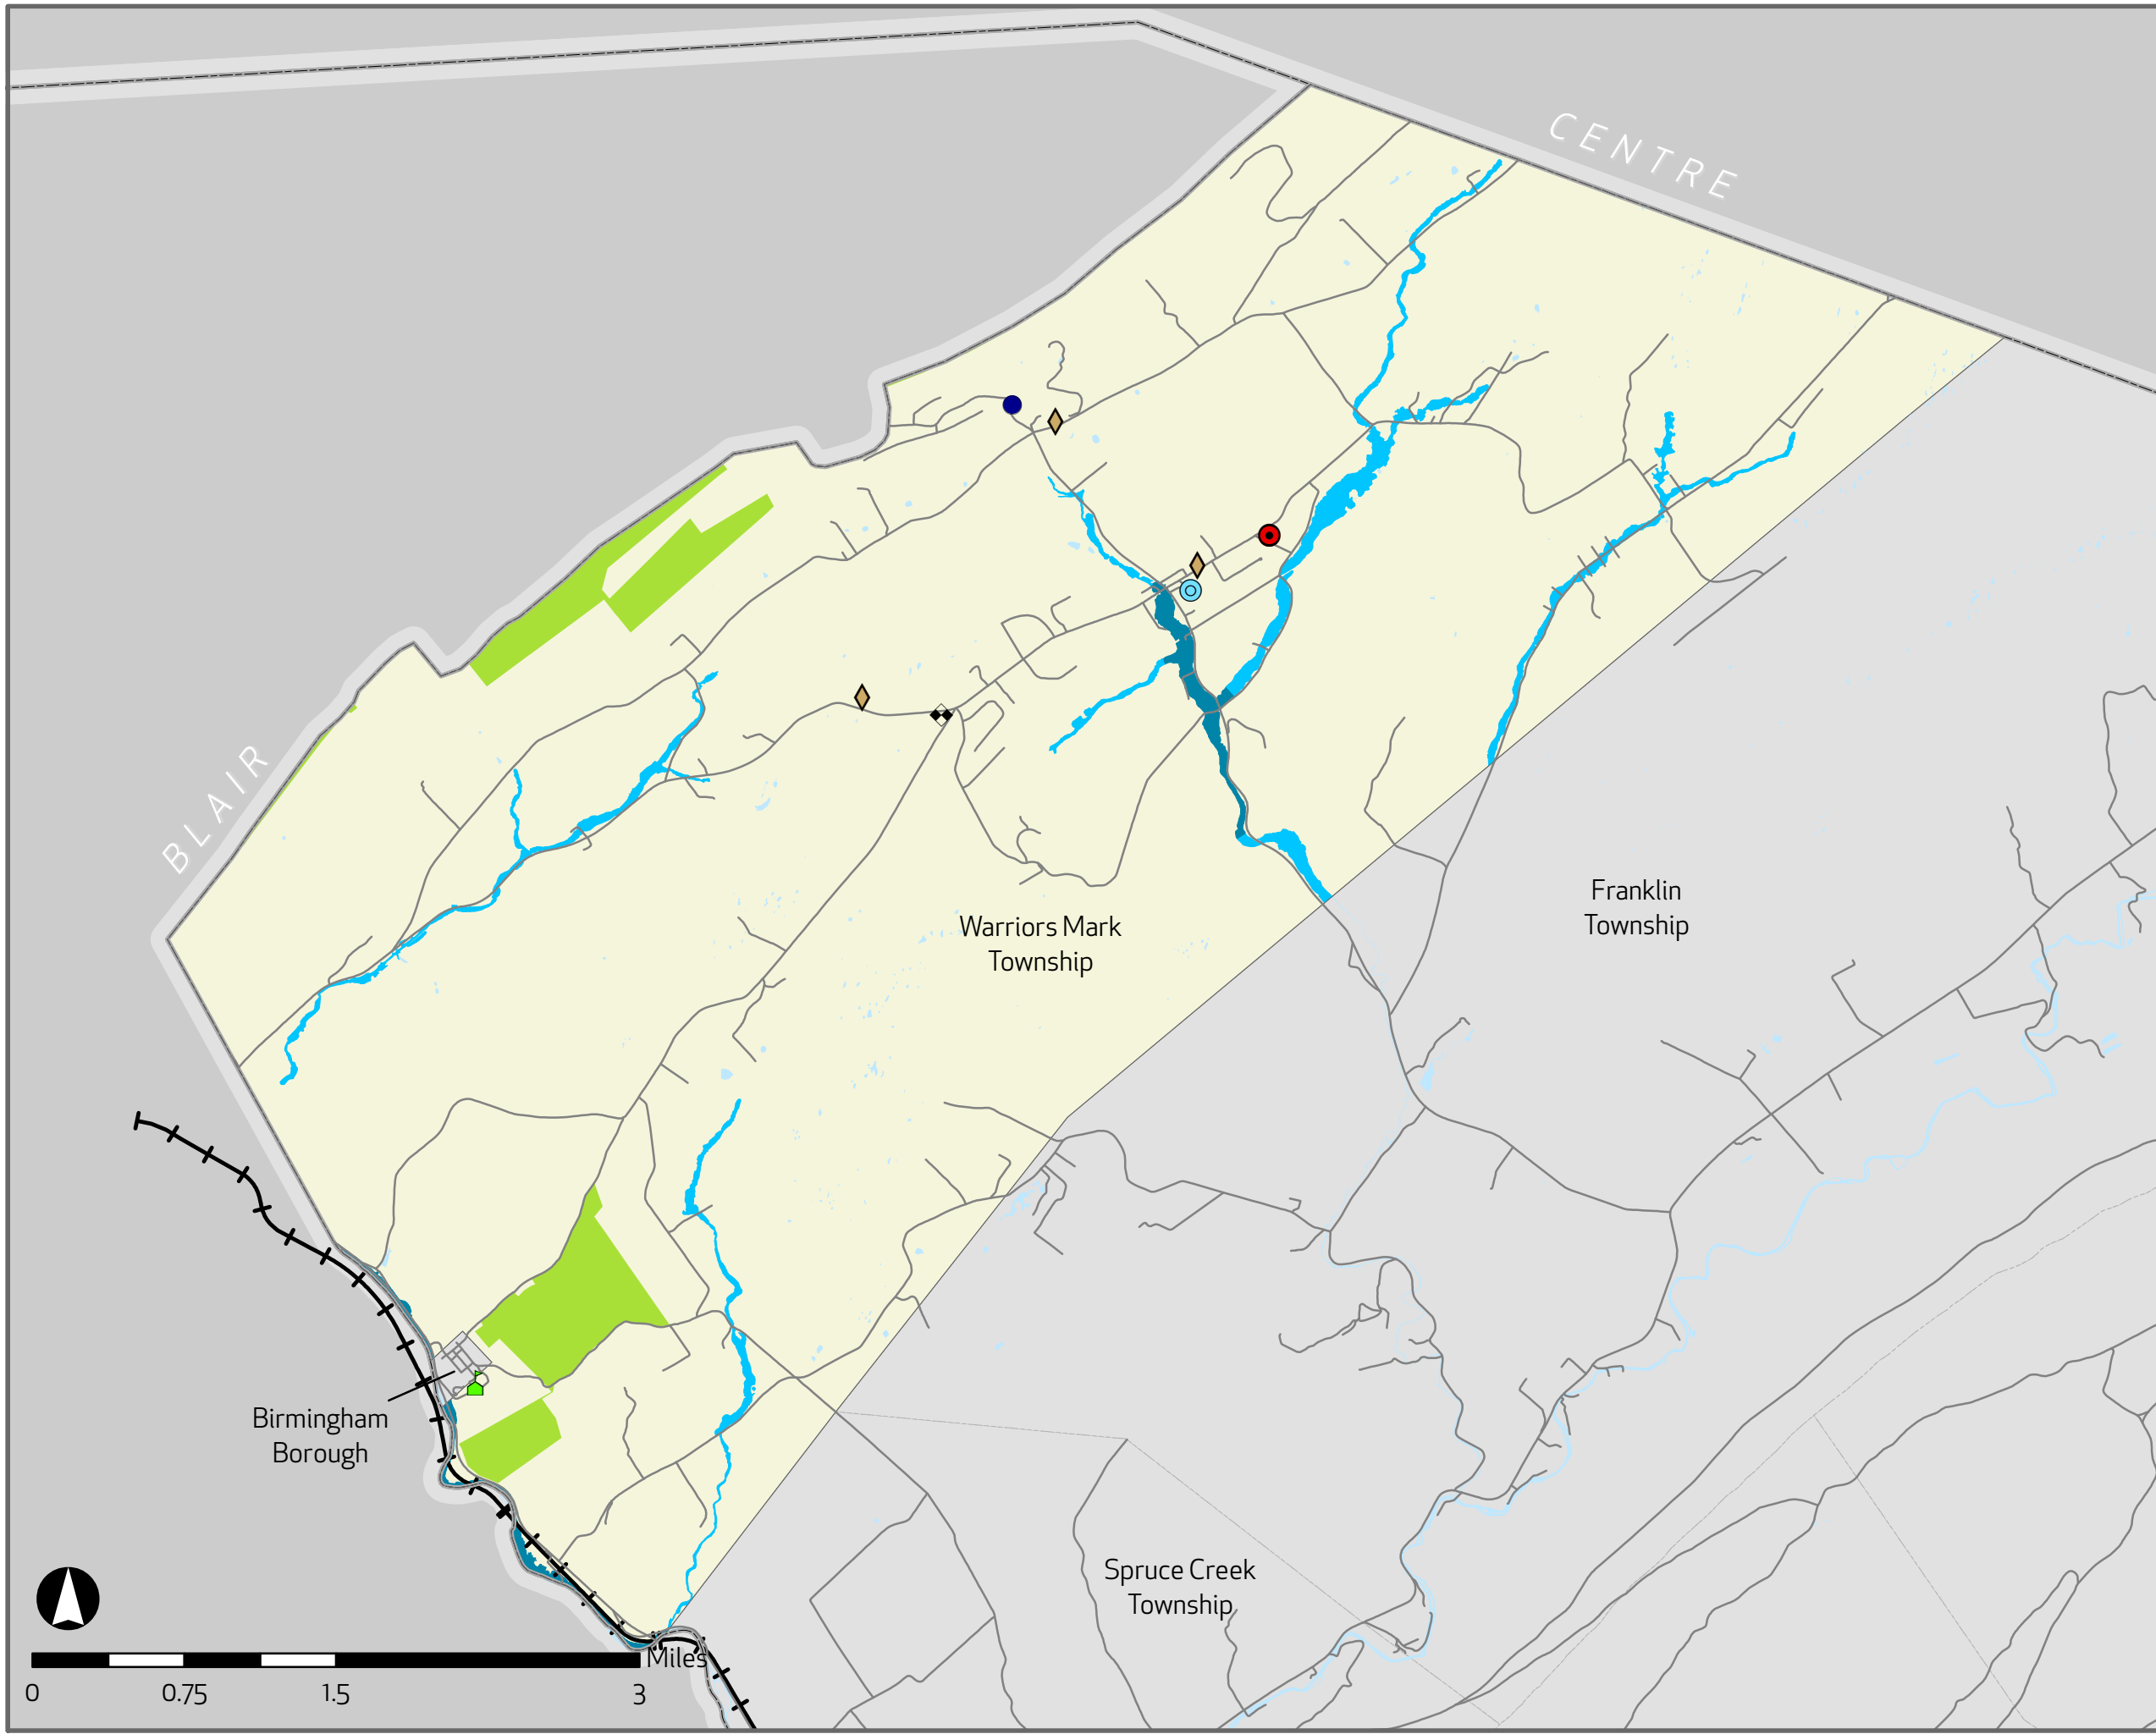 CENTRE
BLAIR
Franklin
Township
Warriors Mark
Township
Birmingham
Borough
Spruce Creek
Township
Miles
0 0.75 1.5 3